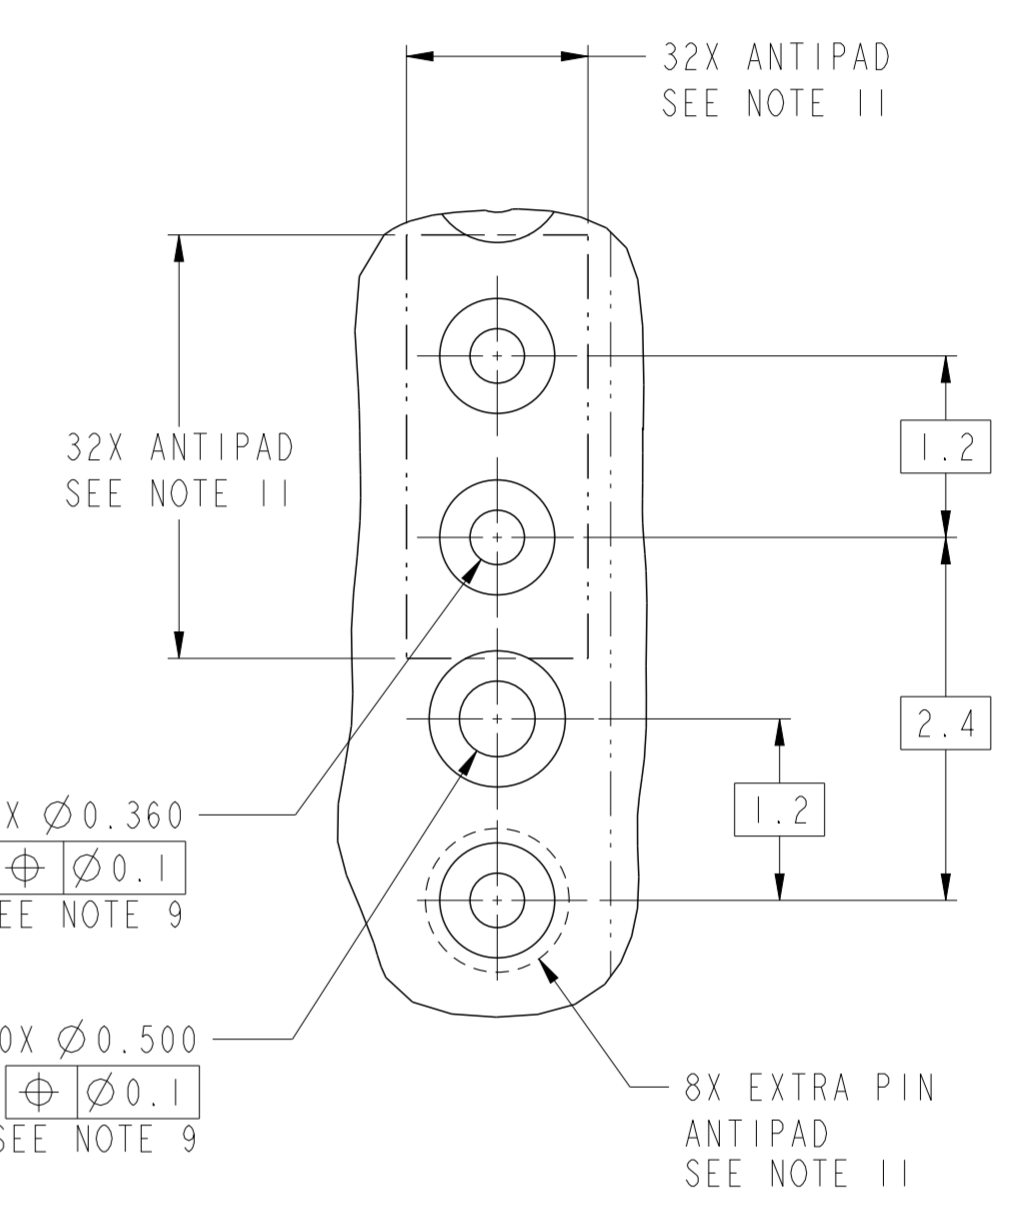 32X ANTIPAD
SEE NOTE 11
32X ANTIPAD
SEE NOTE 11
1.2
2.4
1.2
X Ø0.360
⌖ Ø0.1
EE NOTE 9
0X Ø0.500
⌖ Ø0.1
SEE NOTE 9
8X EXTRA PIN
ANTIPAD
SEE NOTE 11